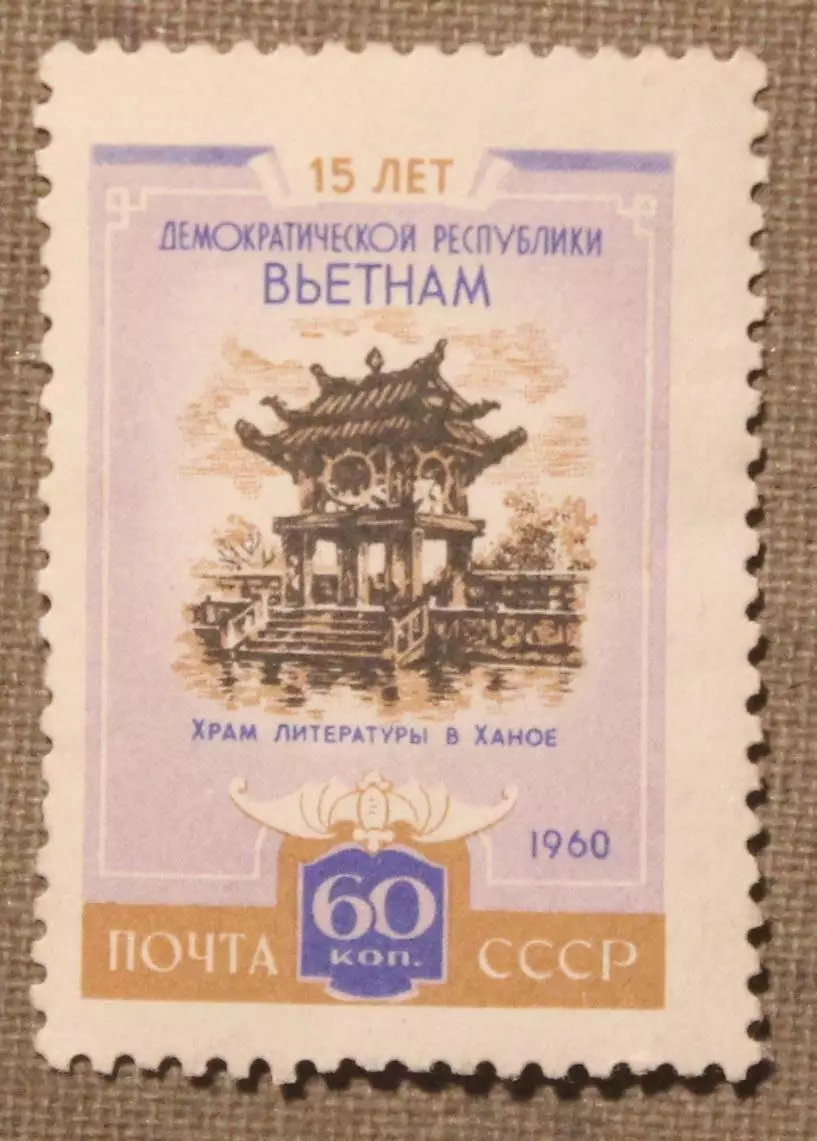 15 ЛЕТ
ДЕМОКРАТИЧЕСКОЙ РЕСПУБЛИКИ
ВЬЕТНАМ
ХРАМ ЛИТЕРАТУРЫ В ХАНОЕ
1960
60
КОП.
ПОЧТА СССР